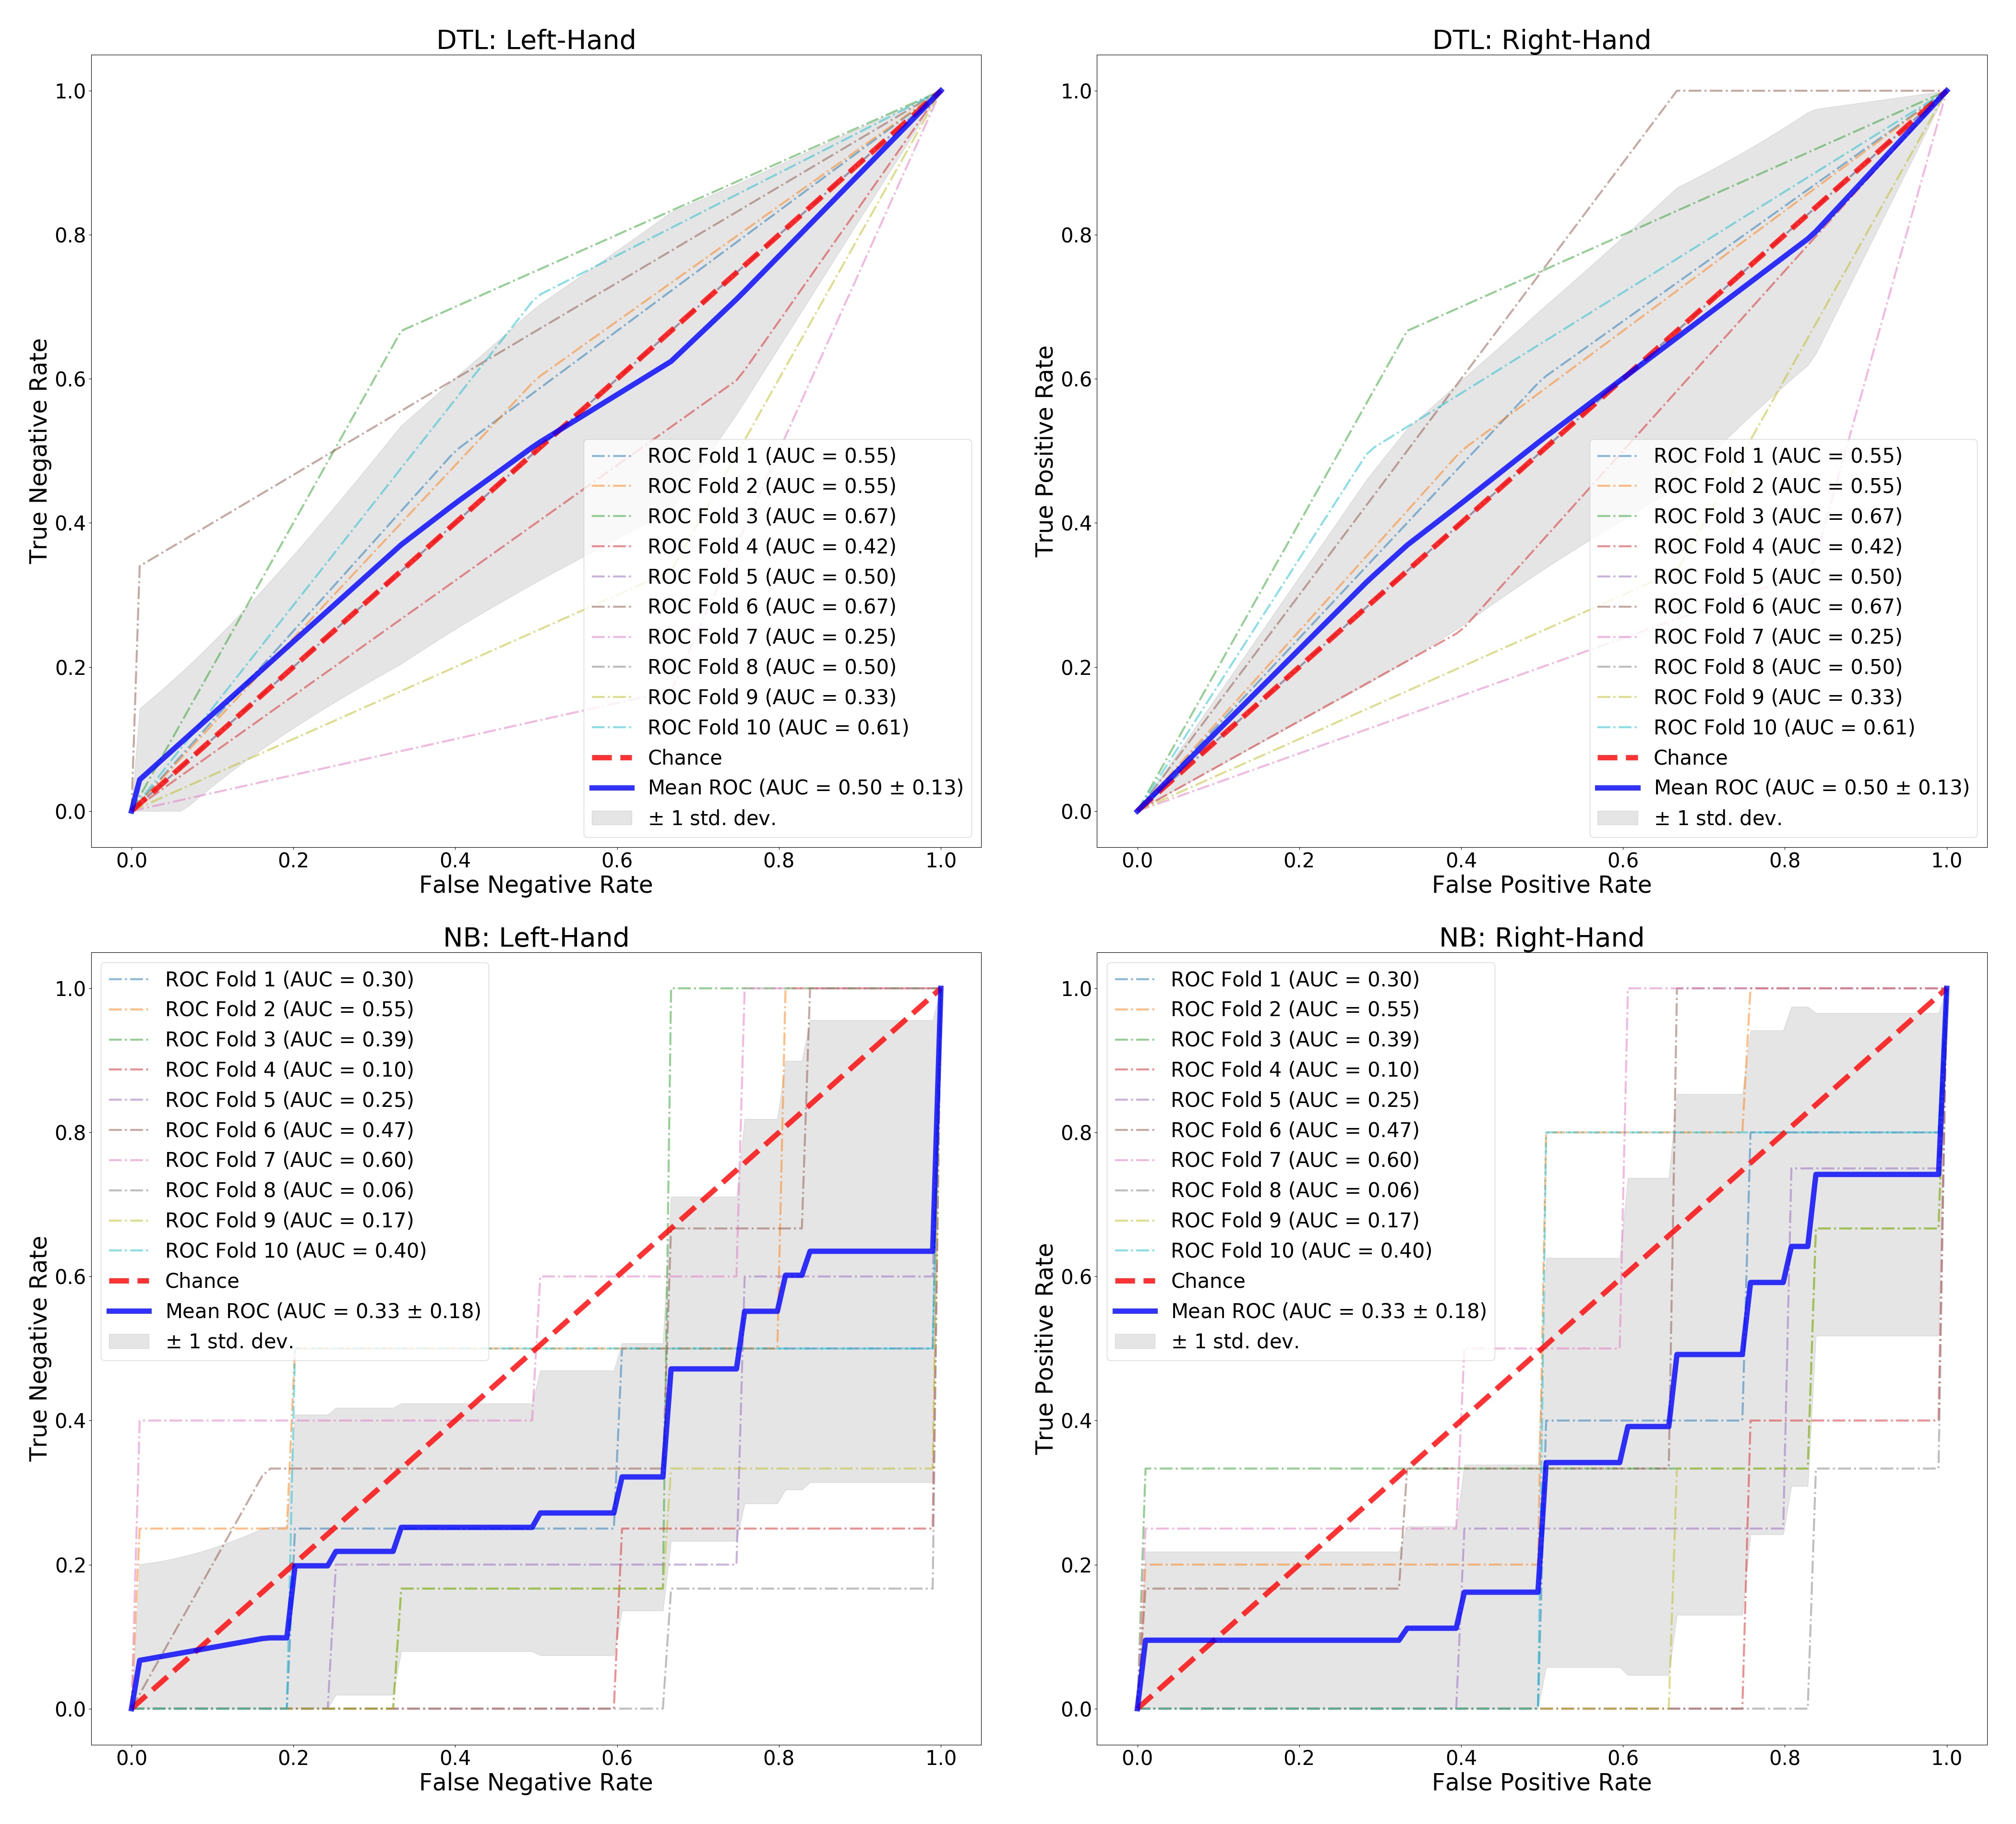 DTL: Left-Hand
True Negative Rate
1.0
0.8
0.6
0.4
0.2
0.0
ROC Fold 1 (AUC = 0.55)
ROC Fold 2 (AUC = 0.55)
ROC Fold 3 (AUC = 0.67)
ROC Fold 4 (AUC = 0.42)
ROC Fold 5 (AUC = 0.50)
ROC Fold 6 (AUC = 0.67)
ROC Fold 7 (AUC = 0.25)
ROC Fold 8 (AUC = 0.50)
ROC Fold 9 (AUC = 0.33)
ROC Fold 10 (AUC = 0.61)
Chance
Mean ROC (AUC = 0.50 ± 0.13)
± 1 std. dev.
0.0 0.2 0.4 0.6 0.8 1.0
False Negative Rate
DTL: Right-Hand
True Positive Rate
1.0
0.8
0.6
0.4
0.2
0.0
ROC Fold 1 (AUC = 0.55)
ROC Fold 2 (AUC = 0.55)
ROC Fold 3 (AUC = 0.67)
ROC Fold 4 (AUC = 0.42)
ROC Fold 5 (AUC = 0.50)
ROC Fold 6 (AUC = 0.67)
ROC Fold 7 (AUC = 0.25)
ROC Fold 8 (AUC = 0.50)
ROC Fold 9 (AUC = 0.33)
ROC Fold 10 (AUC = 0.61)
Chance
Mean ROC (AUC = 0.50 ± 0.13)
± 1 std. dev.
0.0 0.2 0.4 0.6 0.8 1.0
False Positive Rate
NB: Left-Hand
True Negative Rate
1.0
0.8
0.6
0.4
0.2
0.0
ROC Fold 1 (AUC = 0.30)
ROC Fold 2 (AUC = 0.55)
ROC Fold 3 (AUC = 0.39)
ROC Fold 4 (AUC = 0.10)
ROC Fold 5 (AUC = 0.25)
ROC Fold 6 (AUC = 0.47)
ROC Fold 7 (AUC = 0.60)
ROC Fold 8 (AUC = 0.06)
ROC Fold 9 (AUC = 0.17)
ROC Fold 10 (AUC = 0.40)
Chance
Mean ROC (AUC = 0.33 ± 0.18)
± 1 std. dev.
0.0 0.2 0.4 0.6 0.8 1.0
False Negative Rate
NB: Right-Hand
True Positive Rate
1.0
0.8
0.6
0.4
0.2
0.0
ROC Fold 1 (AUC = 0.30)
ROC Fold 2 (AUC = 0.55)
ROC Fold 3 (AUC = 0.39)
ROC Fold 4 (AUC = 0.10)
ROC Fold 5 (AUC = 0.25)
ROC Fold 6 (AUC = 0.47)
ROC Fold 7 (AUC = 0.60)
ROC Fold 8 (AUC = 0.06)
ROC Fold 9 (AUC = 0.17)
ROC Fold 10 (AUC = 0.40)
Chance
Mean ROC (AUC = 0.33 ± 0.18)
± 1 std. dev.
0.0 0.2 0.4 0.6 0.8 1.0
False Positive Rate